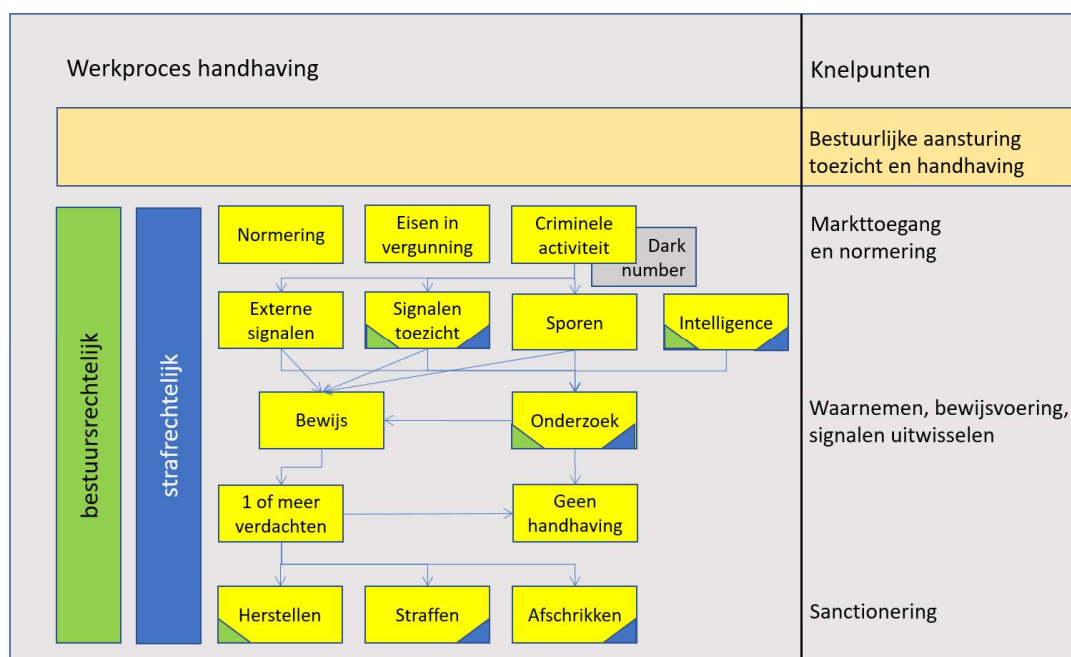 Werkproces handhaving
Knelpunten
Bestuurlijke aansturing
toezicht en handhaving
bestuursrechtelijk
strafrechtelijk
Normering
Eisen in
vergunning
Criminele
activiteit
Dark
number
Markttoegang
en normering
Externe
signalen
Signalen
toezicht
Sporen
Intelligence
Bewijs
Onderzoek
Waarnemen, bewijsvoering,
signalen uitwisselen
1 of meer
verdachten
Geen
handhaving
Herstellen
Straffen
Afschrikken
Sanctionering